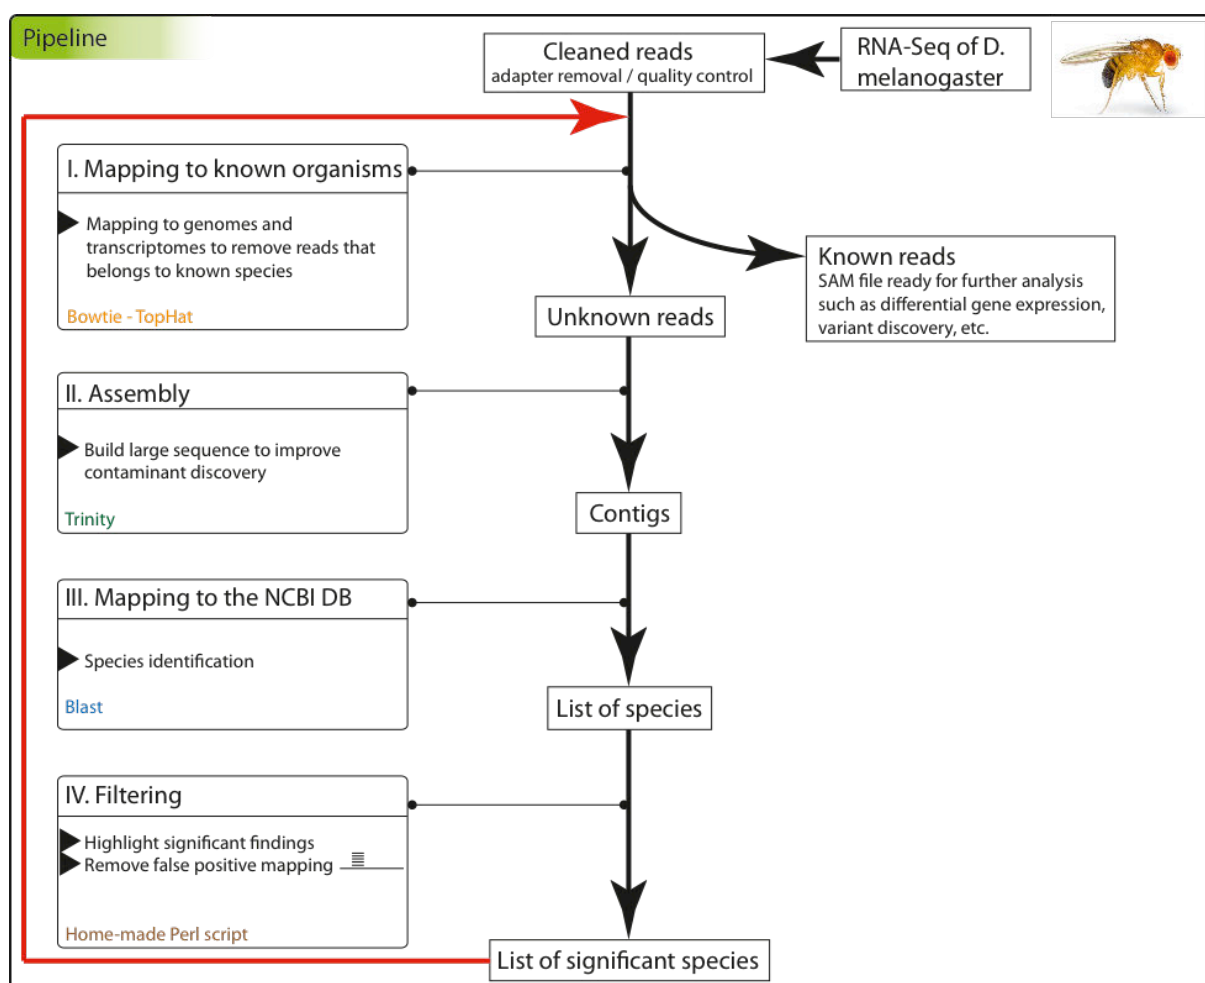 Pipeline
Cleaned reads
adapter removal / quality control
RNA-Seq of D.
melanogaster
I. Mapping to known organisms
Mapping to genomes and
transcriptomes to remove reads that
belongs to known species
Bowtie - TopHat
Known reads
SAM file ready for further analysis
such as differential gene expression,
variant discovery, etc.
Unknown reads
II. Assembly
Build large sequence to improve
contaminant discovery
Trinity
Contigs
III. Mapping to the NCBI DB
Species identification
Blast
List of species
IV. Filtering
Highlight significant findings
Remove false positive mapping
Home-made Perl script
List of significant species